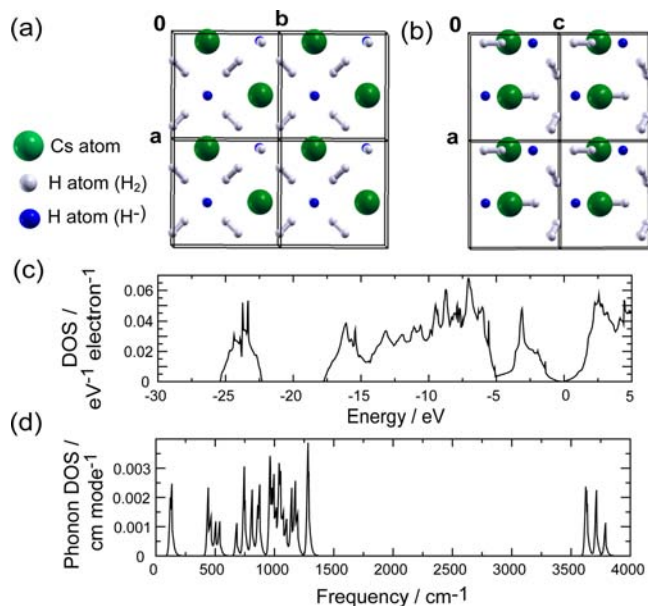 (a)
0
b
a
(b)
0
c
a
Cs atom
H atom (H₂)
H atom (H⁻)
(c)
DOS /
eV⁻¹ electron⁻¹
0.06
0.04
0.02
0
-30 -25 -20 -15 -10 -5 0 5
Energy / eV
(d)
Phonon DOS /
cm mode⁻¹
0.003
0.002
0.001
0
0 500 1000 1500 2000 2500 3000 3500 4000
Frequency / cm⁻¹